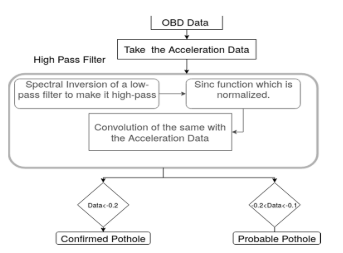 OBD Data
Take the Acceleration Data
High Pass Filter
Spectral Inversion of a low-
pass filter to make it high-pass
Sinc function which is
normalized.
Convolution of the same with
the Acceleration Data
Data<-0.2
-0.2<Data<-0.1
Confirmed Pothole
Probable Pothole